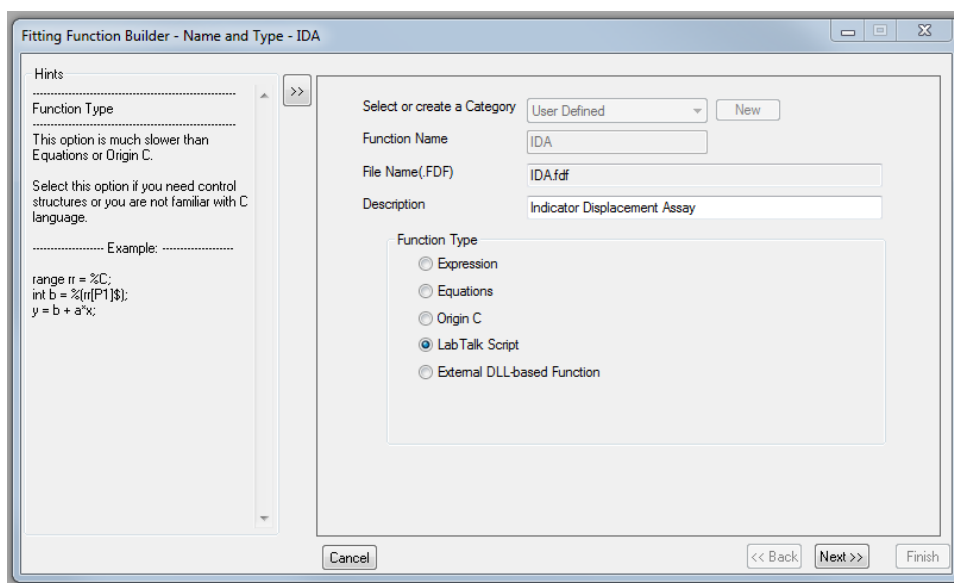 Fitting Function Builder - Name and Type - IDA
Hints
Function Type
This option is much slower than
Equations or Origin C.
Select this option if you need control
structures or you are not familiar with C
language.
-------------------- Example: --------------------
range rr = %C;
int b = %(rr[P1]$);
y = b + a*x;
>>
Select or create a Category
User Defined
New
Function Name
IDA
File Name(.FDF)
IDA.fdf
Description
Indicator Displacement Assay
Function Type
Expression
Equations
Origin C
LabTalk Script
External DLL-based Function
Cancel
<< Back
Next >>
Finish